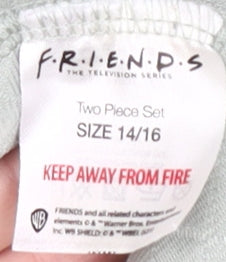 F·R·I·E·N·D·S
THE TELEVISION SERIES
Two Piece Set
SIZE 14/16
KEEP AWAY FROM FIRE
WB
FRIENDS and all related characters and
elements © & ™ Warner Bros. Entertainment
Inc. WB SHIELD: © & ™ WBEI.